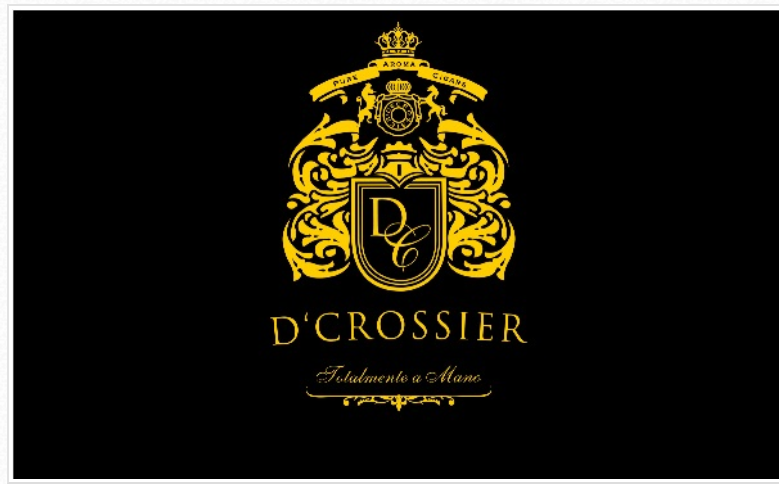 PURE AROMA CIGARS
DC
D'CROSSIER
Totalmente a Mano